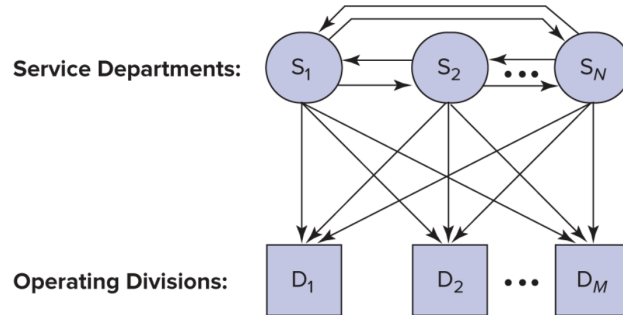 Service Departments: S1 S2 ••• SN
Operating Divisions: D1 D2 ••• DM